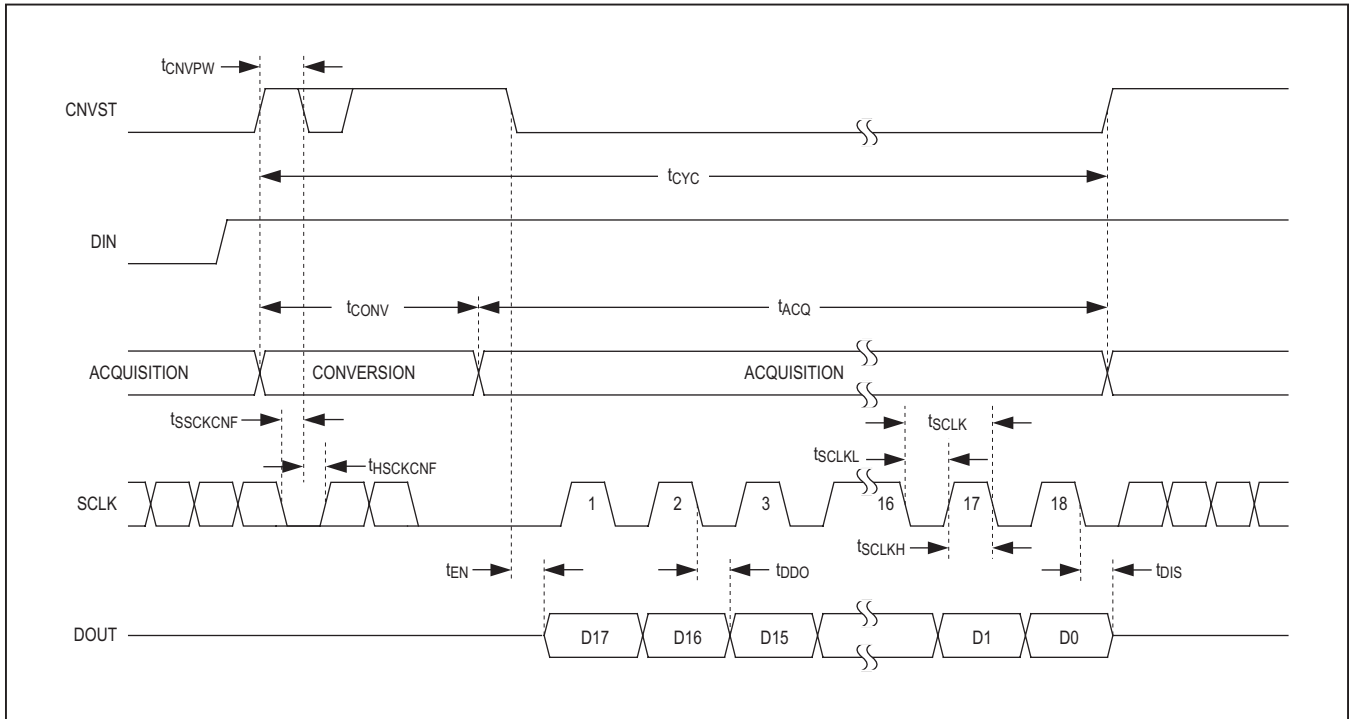 tCNVPW
CNVST
tCYC
DIN
tCONV
tACQ
ACQUISITION
CONVERSION
ACQUISITION
tSSCKCNF
tHSCKCNF
tSCLK
tSCLKL
SCLK
1
2
3
16
17
18
tSCLKH
tEN
tDDO
tDIS
DOUT
D17
D16
D15
D1
D0